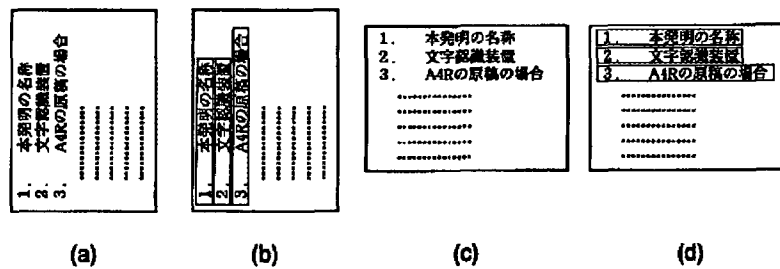 1. 本発明の名称
2. 文字認識装置
3. A4Rの原稿の場合
(a)
1. 本発明の名称
2. 文字認識装置
3. A4Rの原稿の場合
(b)
1. 本発明の名称
2. 文字認識装置
3. A4Rの原稿の場合
(c)
1. 本発明の名称
2. 文字認識装置
3. A4Rの原稿の場合
(d)